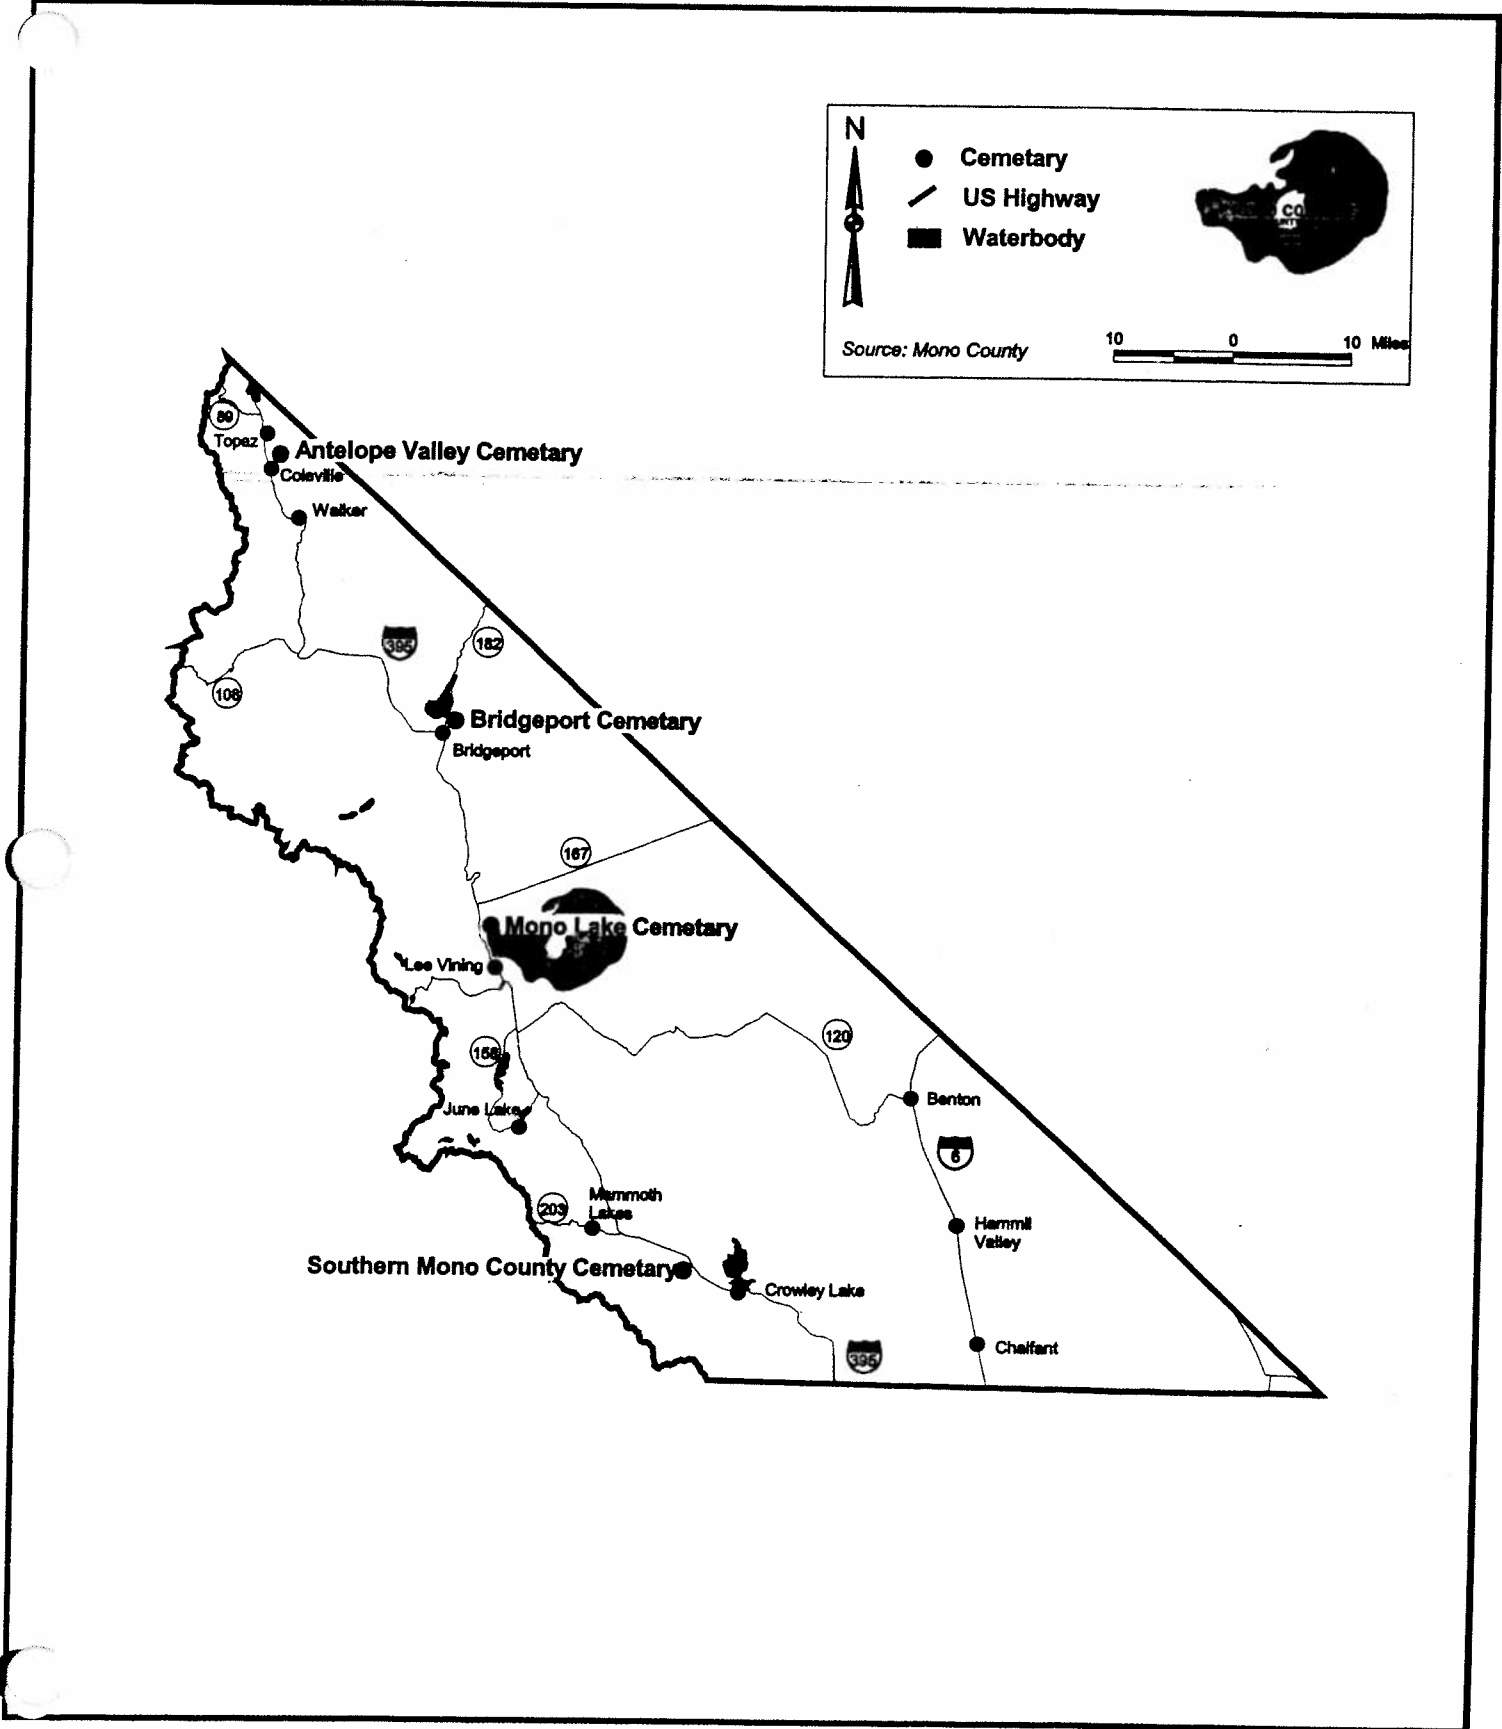 N
Cemetary
US Highway
Waterbody
Source: Mono County
10 0 10 Miles
89
Topaz
Antelope Valley Cemetary
Coleville
Walker
395
182
108
Bridgeport Cemetary
Bridgeport
167
Mono Lake Cemetary
Lee Vining
120
158
June Lake
Benton
6
203
Mammoth
Lakes
Hammil
Valley
Southern Mono County Cemetary
Crowley Lake
Chalfant
395